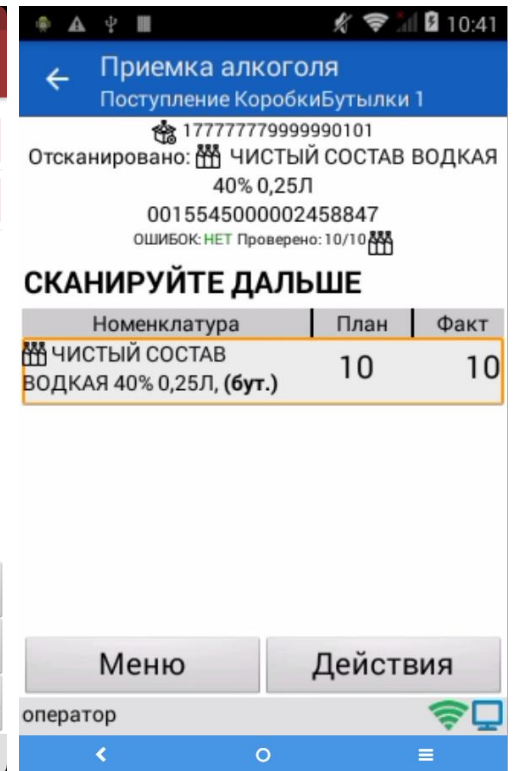 10:41
Приемка алкоголя
Поступление КоробкиБутылки 1
177777779999990101
Отсканировано: ЧИСТЫЙ СОСТАВ ВОДКАЯ
40% 0,25Л
0015545000002458847
ОШИБОК: НЕТ Проверено: 10/10
СКАНИРУЙТЕ ДАЛЬШЕ
Номенклатура План Факт
ЧИСТЫЙ СОСТАВ
ВОДКАЯ 40% 0,25Л, (бут.) 10 10
Меню Действия
оператор